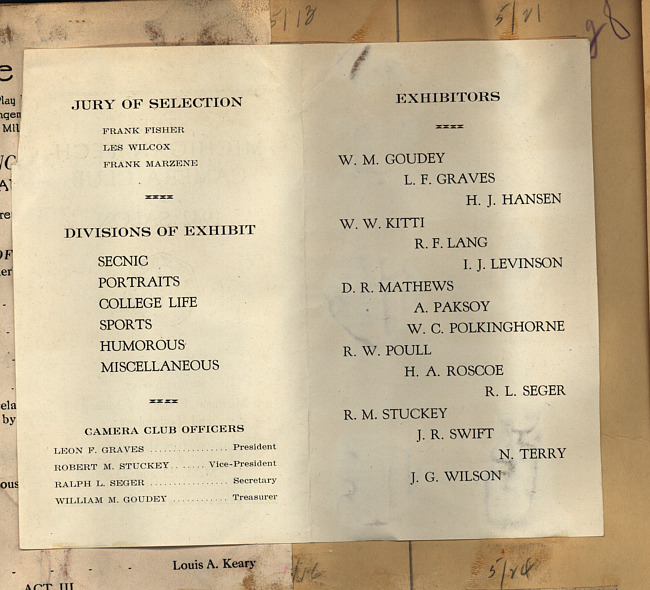 5/13
5/21
28
JURY OF SELECTION
FRANK FISHER
LES WILCOX
FRANK MARZENE
DIVISIONS OF EXHIBIT
SECNIC
PORTRAITS
COLLEGE LIFE
SPORTS
HUMOROUS
MISCELLANEOUS
CAMERA CLUB OFFICERS
LEON F. GRAVES ................ President
ROBERT M. STUCKEY....... Vice-President
RALPH L. SEGER ................ Secretary
WILLIAM M. GOUDEY ............ Treasurer
EXHIBITORS
W. M. GOUDEY
L. F. GRAVES
H. J. HANSEN
W. W. KITTI
R. F. LANG
I. J. LEVINSON
D. R. MATHEWS
A. PAKSOY
W. C. POLKINGHORNE
R. W. POULL
H. A. ROSCOE
R. L. SEGER
R. M. STUCKEY
J. R. SWIFT
N. TERRY
J. G. WILSON
Louis A. Keary
ACT III